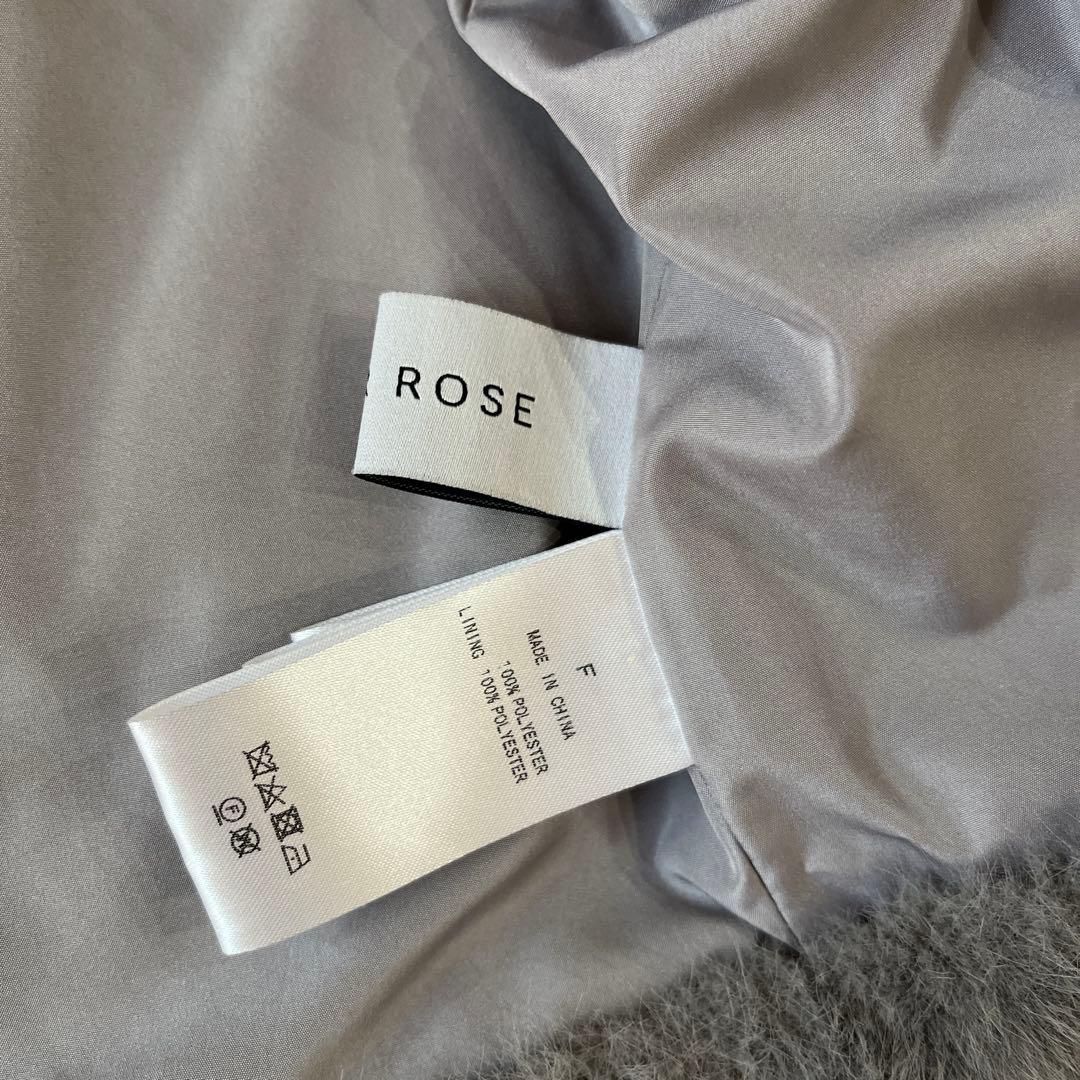 ROSE
F
MADE IN CHINA
100% POLYESTER
LINING 100% POLYESTER
F